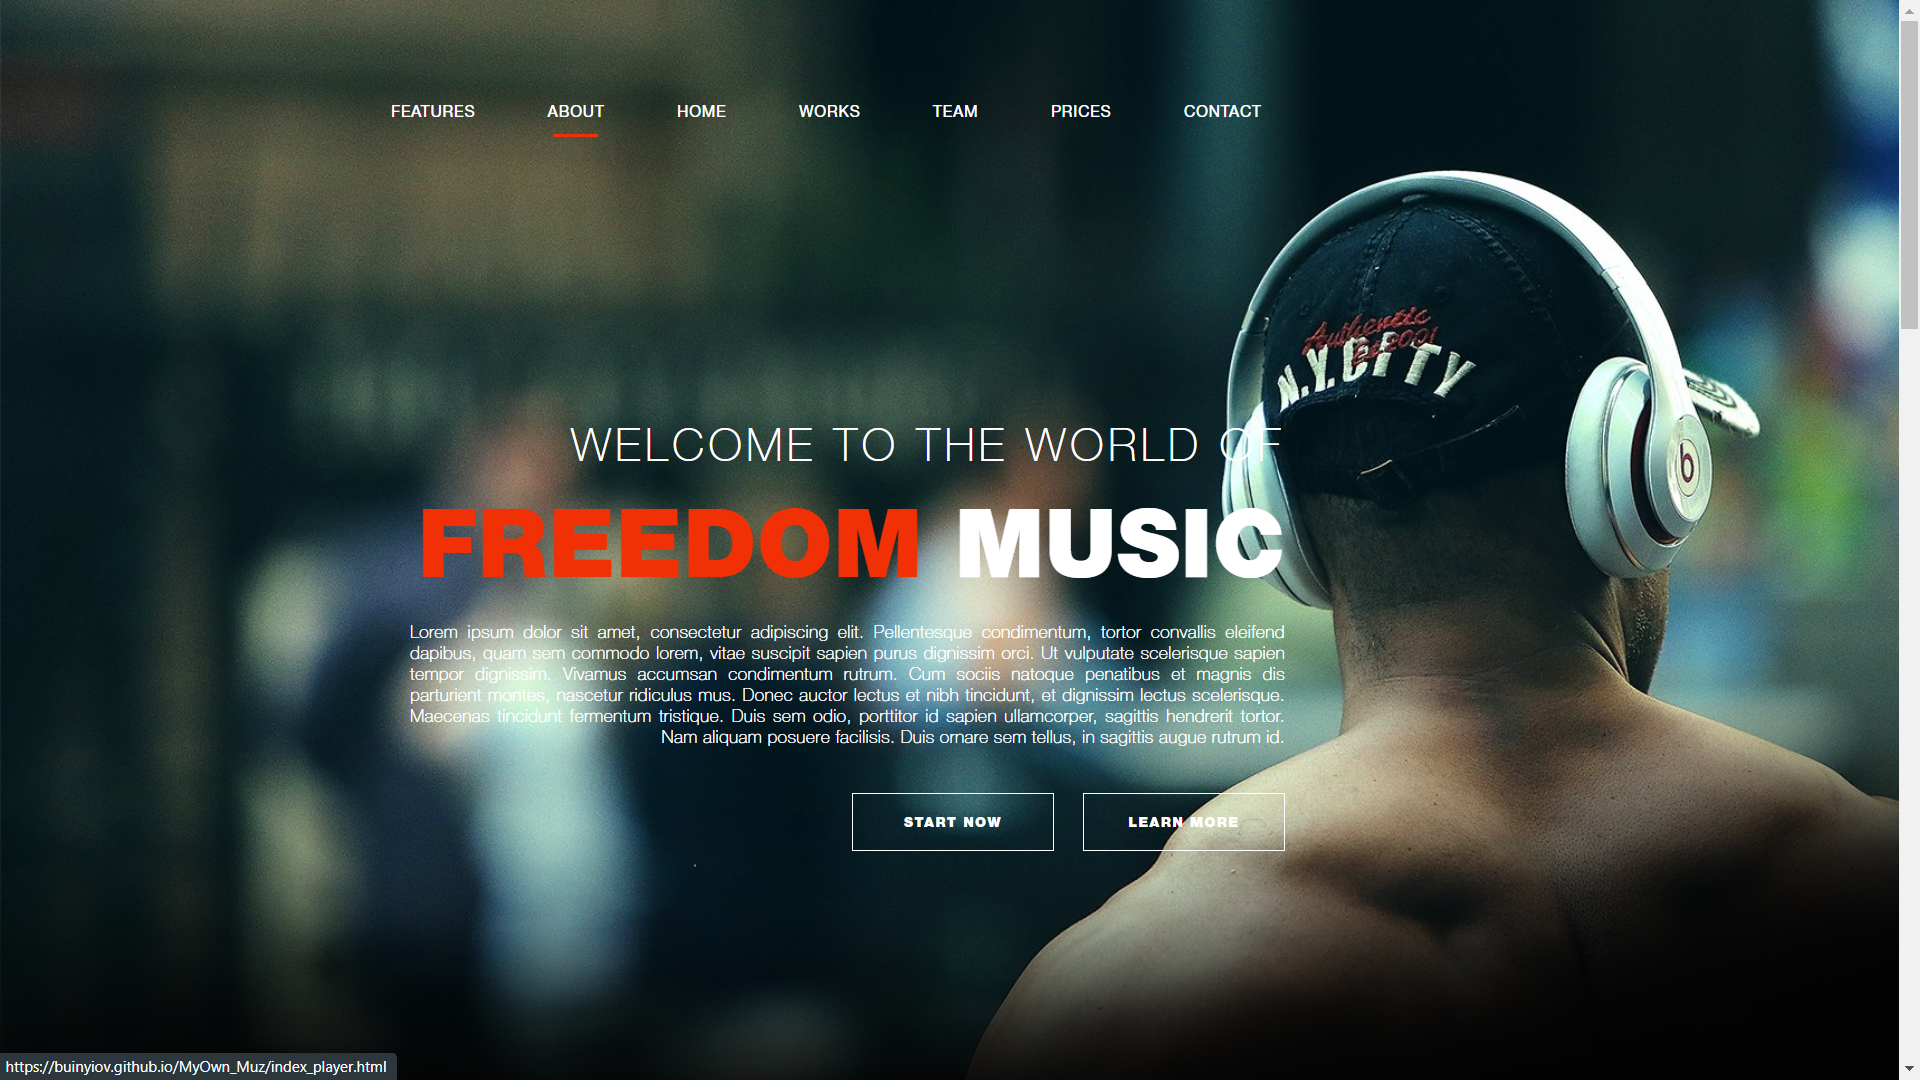 FEATURES ABOUT HOME WORKS TEAM PRICES CONTACT
Authentic
Est 2001
N.Y.CITY
b
WELCOME TO THE WORLD OF
FREEDOM MUSIC
Lorem ipsum dolor sit amet, consectetur adipiscing elit. Pellentesque condimentum, tortor convallis eleifend
dapibus, quam sem commodo lorem, vitae suscipit sapien purus dignissim orci. Ut vulputate scelerisque sapien
tempor dignissim. Vivamus accumsan condimentum rutrum. Cum sociis natoque penatibus et magnis dis
parturient montes, nascetur ridiculus mus. Donec auctor lectus et nibh tincidunt, et dignissim lectus scelerisque.
Maecenas tincidunt fermentum tristique. Duis sem odio, porttitor id sapien ullamcorper, sagittis hendrerit tortor.
Nam aliquam posuere facilisis. Duis ornare sem tellus, in sagittis augue rutrum id.
START NOW LEARN MORE
https://buinyiov.github.io/MyOwn_Muz/index_player.html